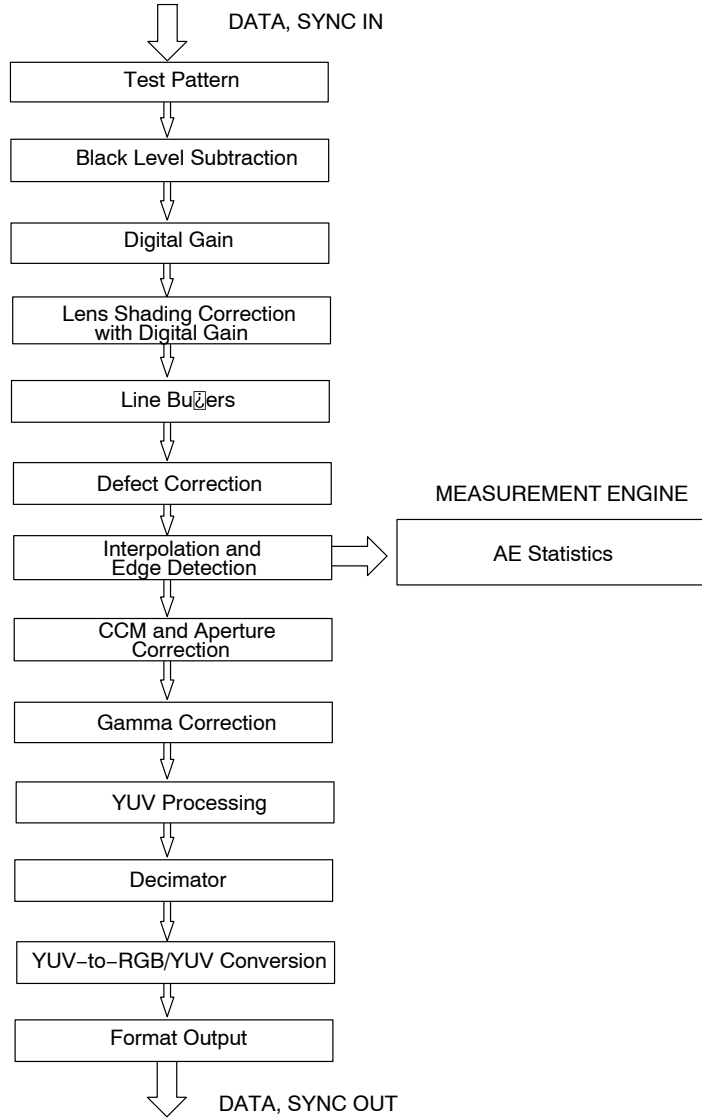 DATA, SYNC IN
Test Pattern
Black Level Subtraction
Digital Gain
Lens Shading Correction
with Digital Gain
Line Bu¿ers
Defect Correction
MEASUREMENT ENGINE
Interpolation and
Edge Detection
AE Statistics
CCM and Aperture
Correction
Gamma Correction
YUV Processing
Decimator
YUV−to−RGB/YUV Conversion
Format Output
DATA, SYNC OUT